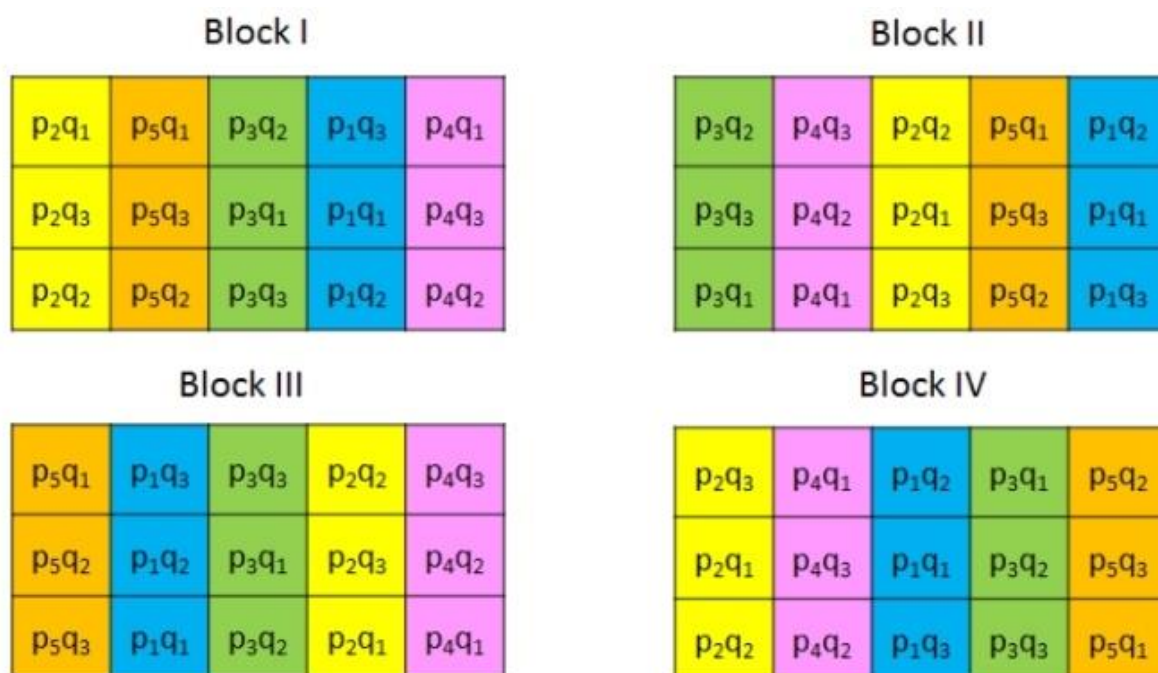 Block I
Block II
p₂q₁ p₅q₁ p₃q₂ p₁q₃ p₄q₁
p₂q₃ p₅q₃ p₃q₁ p₁q₁ p₄q₃
p₂q₂ p₅q₂ p₃q₃ p₁q₂ p₄q₂
p₃q₂ p₄q₃ p₂q₂ p₅q₁ p₁q₂
p₃q₃ p₄q₂ p₂q₁ p₅q₃ p₁q₁
p₃q₁ p₄q₁ p₂q₃ p₅q₂ p₁q₃
Block III
Block IV
p₅q₁ p₁q₃ p₃q₃ p₂q₂ p₄q₃
p₅q₂ p₁q₂ p₃q₁ p₂q₃ p₄q₂
p₅q₃ p₁q₁ p₃q₂ p₂q₁ p₄q₁
p₂q₃ p₄q₁ p₁q₂ p₃q₁ p₅q₂
p₂q₁ p₄q₃ p₁q₁ p₃q₂ p₅q₃
p₂q₂ p₄q₂ p₁q₃ p₃q₃ p₅q₁